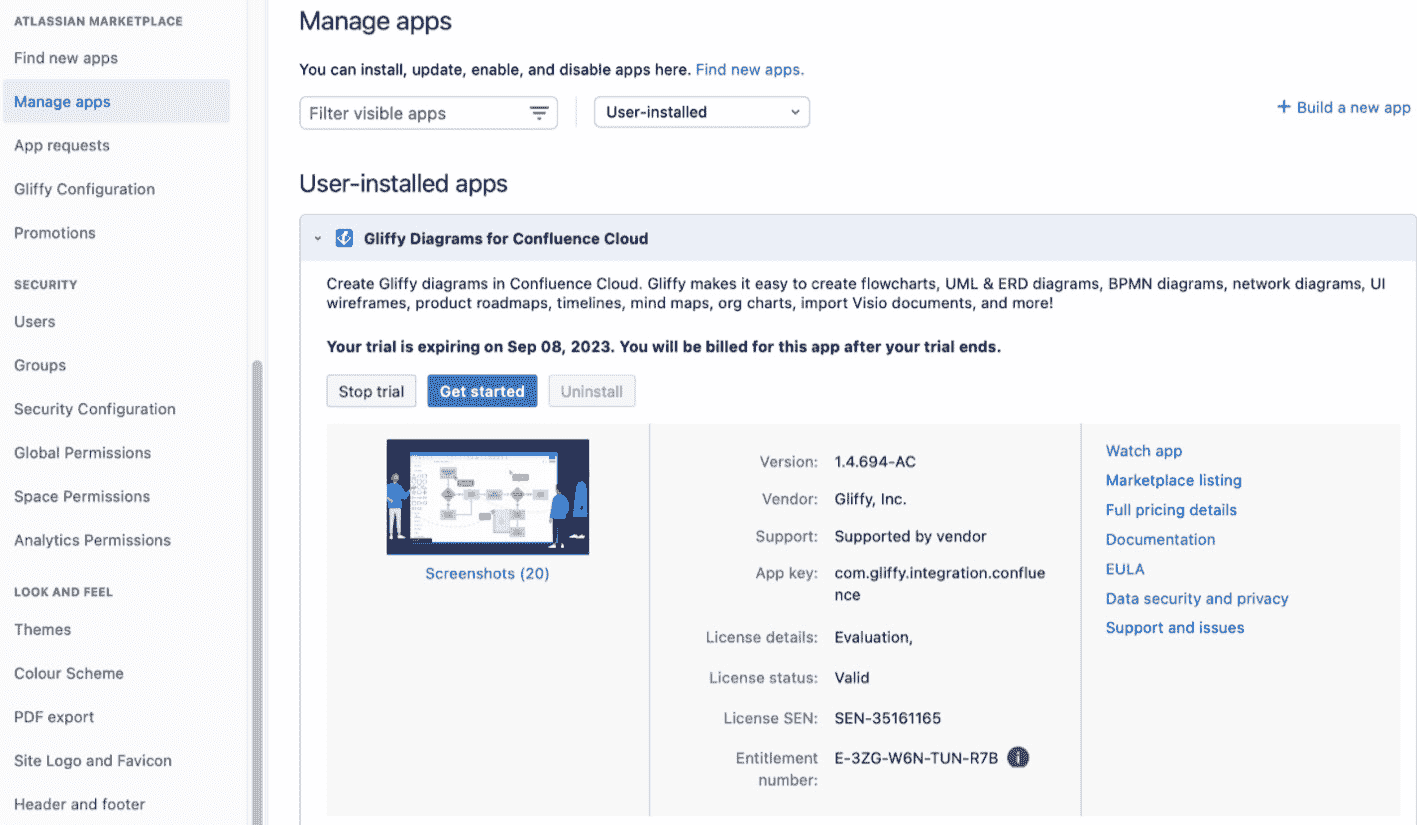 ATLASSIAN MARKETPLACE
Find new apps
Manage apps
App requests
Gliffy Configuration
Promotions
SECURITY
Users
Groups
Security Configuration
Global Permissions
Space Permissions
Analytics Permissions
LOOK AND FEEL
Themes
Colour Scheme
PDF export
Site Logo and Favicon
Header and footer
Manage apps
You can install, update, enable, and disable apps here. Find new apps.
Filter visible apps
User-installed
+ Build a new app
User-installed apps
Gliffy Diagrams for Confluence Cloud
Create Gliffy diagrams in Confluence Cloud. Gliffy makes it easy to create flowcharts, UML & ERD diagrams, BPMN diagrams, network diagrams, UI
wireframes, product roadmaps, timelines, mind maps, org charts, import Visio documents, and more!
Your trial is expiring on Sep 08, 2023. You will be billed for this app after your trial ends.
Stop trial
Get started
Uninstall
Screenshots (20)
Version: 1.4.694-AC
Vendor: Gliffy, Inc.
Support: Supported by vendor
App key: com.gliffy.integration.conflue
nce
License details: Evaluation,
License status: Valid
License SEN: SEN-35161165
Entitlement E-3ZG-W6N-TUN-R7B
number:
Watch app
Marketplace listing
Full pricing details
Documentation
EULA
Data security and privacy
Support and issues